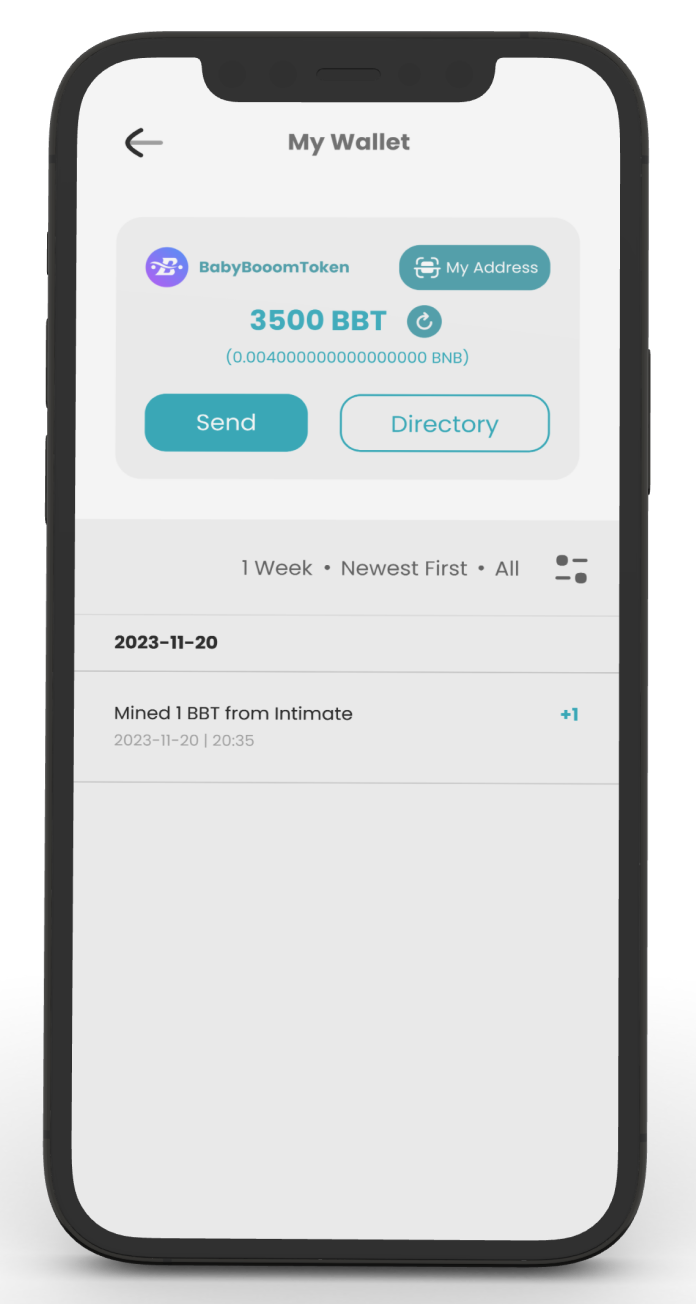 My Wallet
BabyBooomToken
My Address
3500 BBT
(0.004000000000000000 BNB)
Send
Directory
1 Week • Newest First • All
2023-11-20
Mined 1 BBT from Intimate
+1
2023-11-20 | 20:35